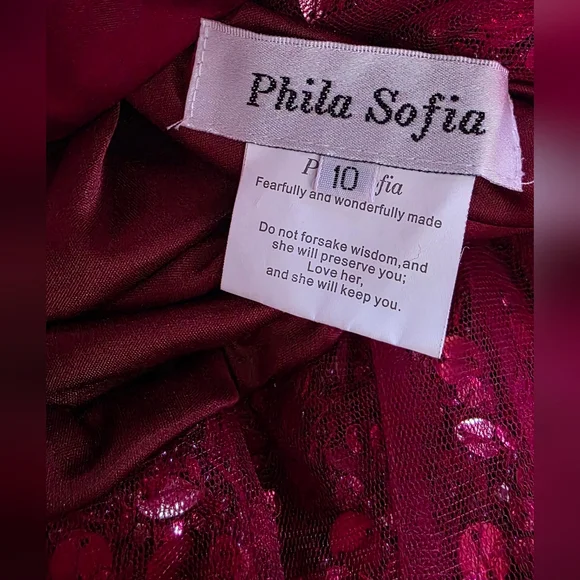 Phila Sofia
10
fia
Fearfully and wonderfully made
Do not forsake wisdom,and
she will preserve you;
Love her,
and she will keep you.